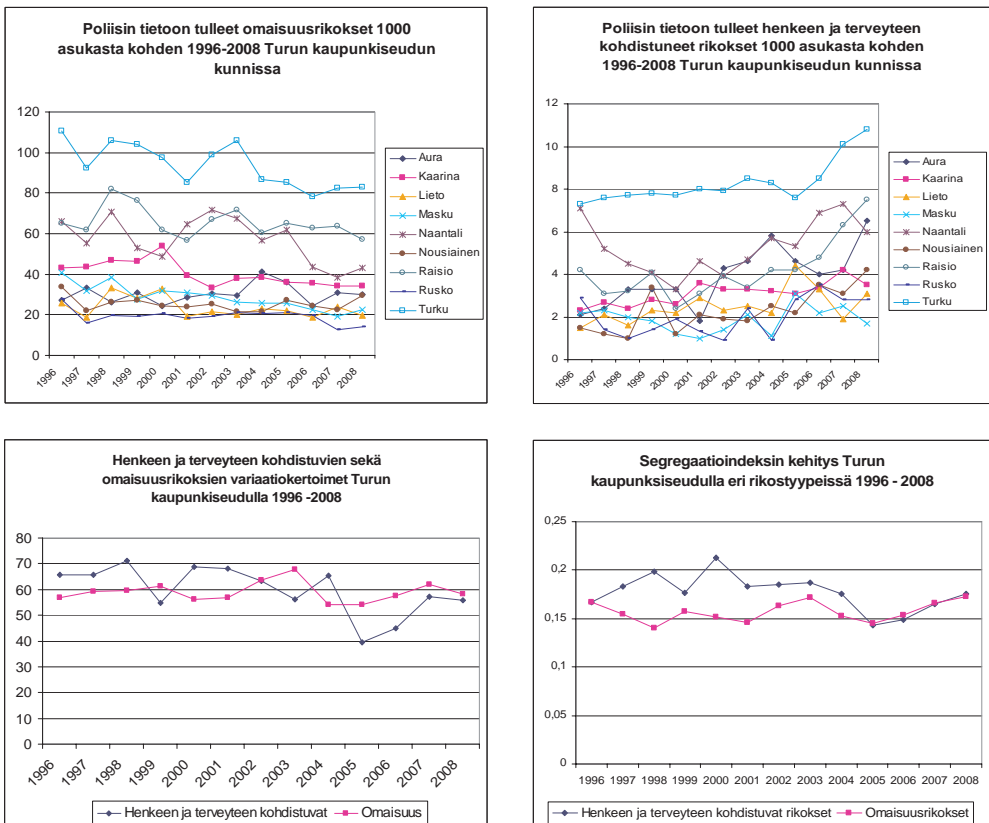 Poliisin tietoon tulleet omaisuusrikokset 1000
asukasta kohden 1996-2008 Turun kaupunkiseudun
kunnissa
120
100
80
60
40
20
0
1996
1997
1998
1999
2000
2001
2002
2003
2004
2005
2006
2007
2008
Aura
Kaarina
Lieto
Masku
Naantali
Nousiainen
Raisio
Rusko
Turku
Poliisin tietoon tulleet henkeen ja terveyteen
kohdistuneet rikokset 1000 asukasta kohden
1996-2008 Turun kaupunkiseudun kunnissa
12
10
8
6
4
2
0
1996
1997
1998
1999
2000
2001
2002
2003
2004
2005
2006
2007
2008
Aura
Kaarina
Lieto
Masku
Naantali
Nousiainen
Raisio
Rusko
Turku
Henkeen ja terveyteen kohdistuvien sekä
omaisuusrikoksien variaatiokertoimet Turun
kaupunkiseudulla 1996 -2008
80
70
60
50
40
30
20
10
0
1996
1997
1998
1999
2000
2001
2002
2003
2004
2005
2006
2007
2008
Henkeen ja terveyteen kohdistuvat Omaisuus
Segregaatioindeksin kehitys Turun
kaupunksiseudulla eri rikostyypeissä 1996 - 2008
0,25
0,2
0,15
0,1
0,05
0
1996 1997 1998 1999 2000 2001 2002 2003 2004 2005 2006 2007 2008
Henkeen ja terveyteen kohdistuvat rikokset Omaisuusrikokset